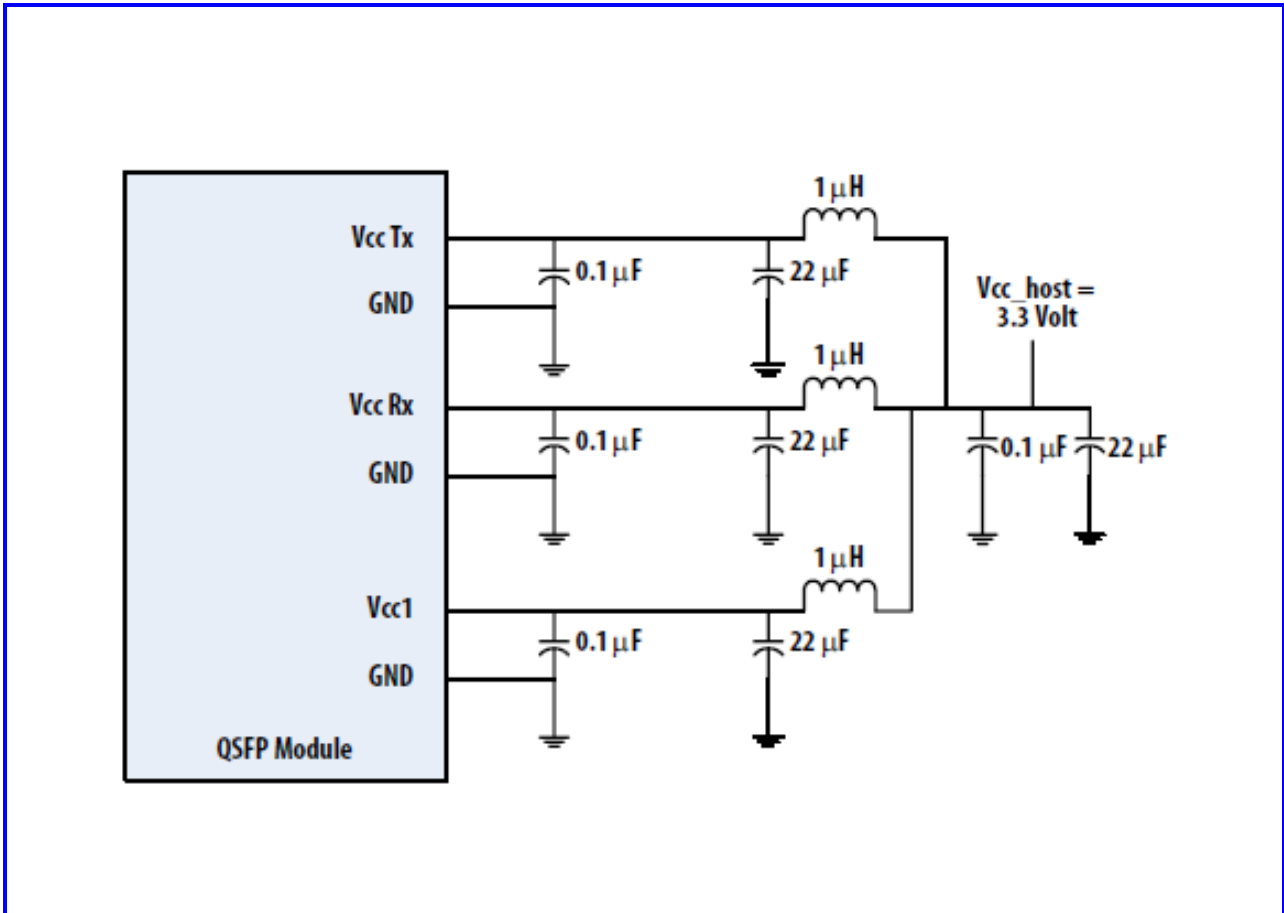 1 μH
Vcc Tx
0.1 μF
22 μF
GND
Vcc_host =
3.3 Volt
1 μH
Vcc Rx
0.1 μF
22 μF
0.1 μF
22 μF
GND
1 μH
Vcc1
0.1 μF
22 μF
GND
QSFP Module